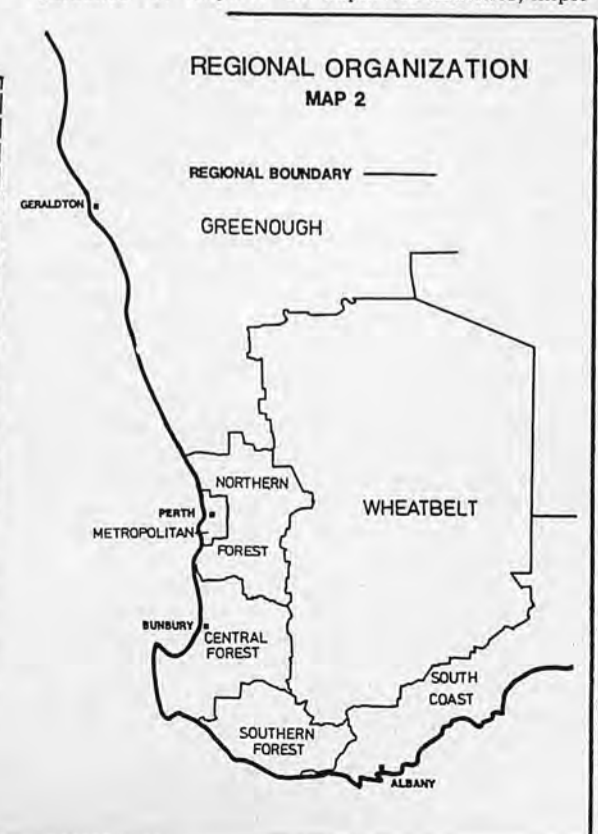 REGIONAL ORGANIZATION
MAP 2
REGIONAL BOUNDARY
GERALDTON
GREENOUGH
NORTHERN
PERTH
WHEATBELT
METROPOLITAN
FOREST
BUNBURY
CENTRAL
FOREST
SOUTH
COAST
SOUTHERN
FOREST
ALBANY